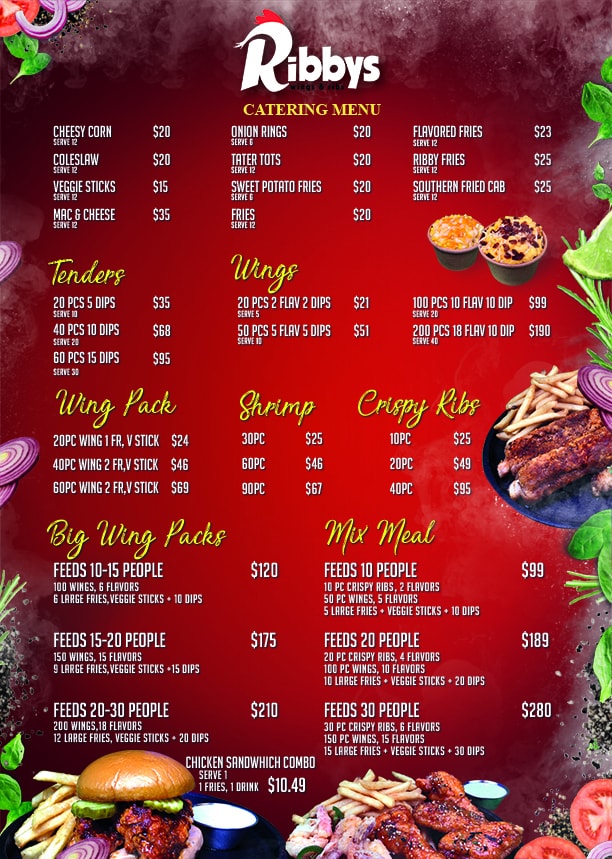 Ribbys
WINGS & RIBS
CATERING MENU
CHEESY CORN $20
SERVE 12
COLESLAW $20
SERVE 12
VEGGIE STICKS $15
SERVE 12
MAC & CHEESE $35
SERVE 12
ONION RINGS $20
SERVE 6
TATER TOTS $20
SERVE 12
SWEET POTATO FRIES $20
SERVE 6
FRIES $20
SERVE 12
FLAVORED FRIES $23
SERVE 12
RIBBY FRIES $25
SERVE 12
SOUTHERN FRIED CAB $25
SERVE 12
Tenders
20 PCS 5 DIPS $35
SERVE 10
40 PCS 10 DIPS $68
SERVE 20
60 PCS 15 DIPS $95
SERVE 30
Wings
20 PCS 2 FLAV 2 DIPS $21
SERVE 5
50 PCS 5 FLAV 5 DIPS $51
SERVE 10
100 PCS 10 FLAV 10 DIP $99
SERVE 20
200 PCS 18 FLAV 10 DIP $190
SERVE 40
Wing Pack
20PC WING 1 FR, V STICK $24
40PC WING 2 FR,V STICK $46
60PC WING 2 FR,V STICK $69
Shrimp
30PC $25
60PC $46
90PC $67
Crispy Ribs
10PC $25
20PC $49
40PC $95
Big Wing Packs
FEEDS 10-15 PEOPLE $120
100 WINGS, 6 FLAVORS
6 LARGE FRIES,VEGGIE STICKS + 10 DIPS
FEEDS 15-20 PEOPLE $175
150 WINGS, 15 FLAVORS
9 LARGE FRIES,VEGGIE STICKS +15 DIPS
FEEDS 20-30 PEOPLE $210
200 WINGS,18 FLAVORS
12 LARGE FRIES, VEGGIE STICKS + 20 DIPS
Mix Meal
FEEDS 10 PEOPLE $99
10 PC CRISPY RIBS, 2 FLAVORS
50 PC WINGS, 5 FLAVORS
5 LARGE FRIES + VEGGIE STICKS + 10 DIPS
FEEDS 20 PEOPLE $189
20 PC CRISPY RIBS, 4 FLAVORS
100 PC WINGS, 10 FLAVORS
10 LARGE FRIES + VEGGIE STICKS + 20 DIPS
FEEDS 30 PEOPLE $280
30 PC CRISPY RIBS, 6 FLAVORS
150 PC WINGS, 15 FLAVORS
15 LARGE FRIES + VEGGIE STICKS + 30 DIPS
CHICKEN SANDWHICH COMBO
SERVE 1
1 FRIES, 1 DRINK $10.49